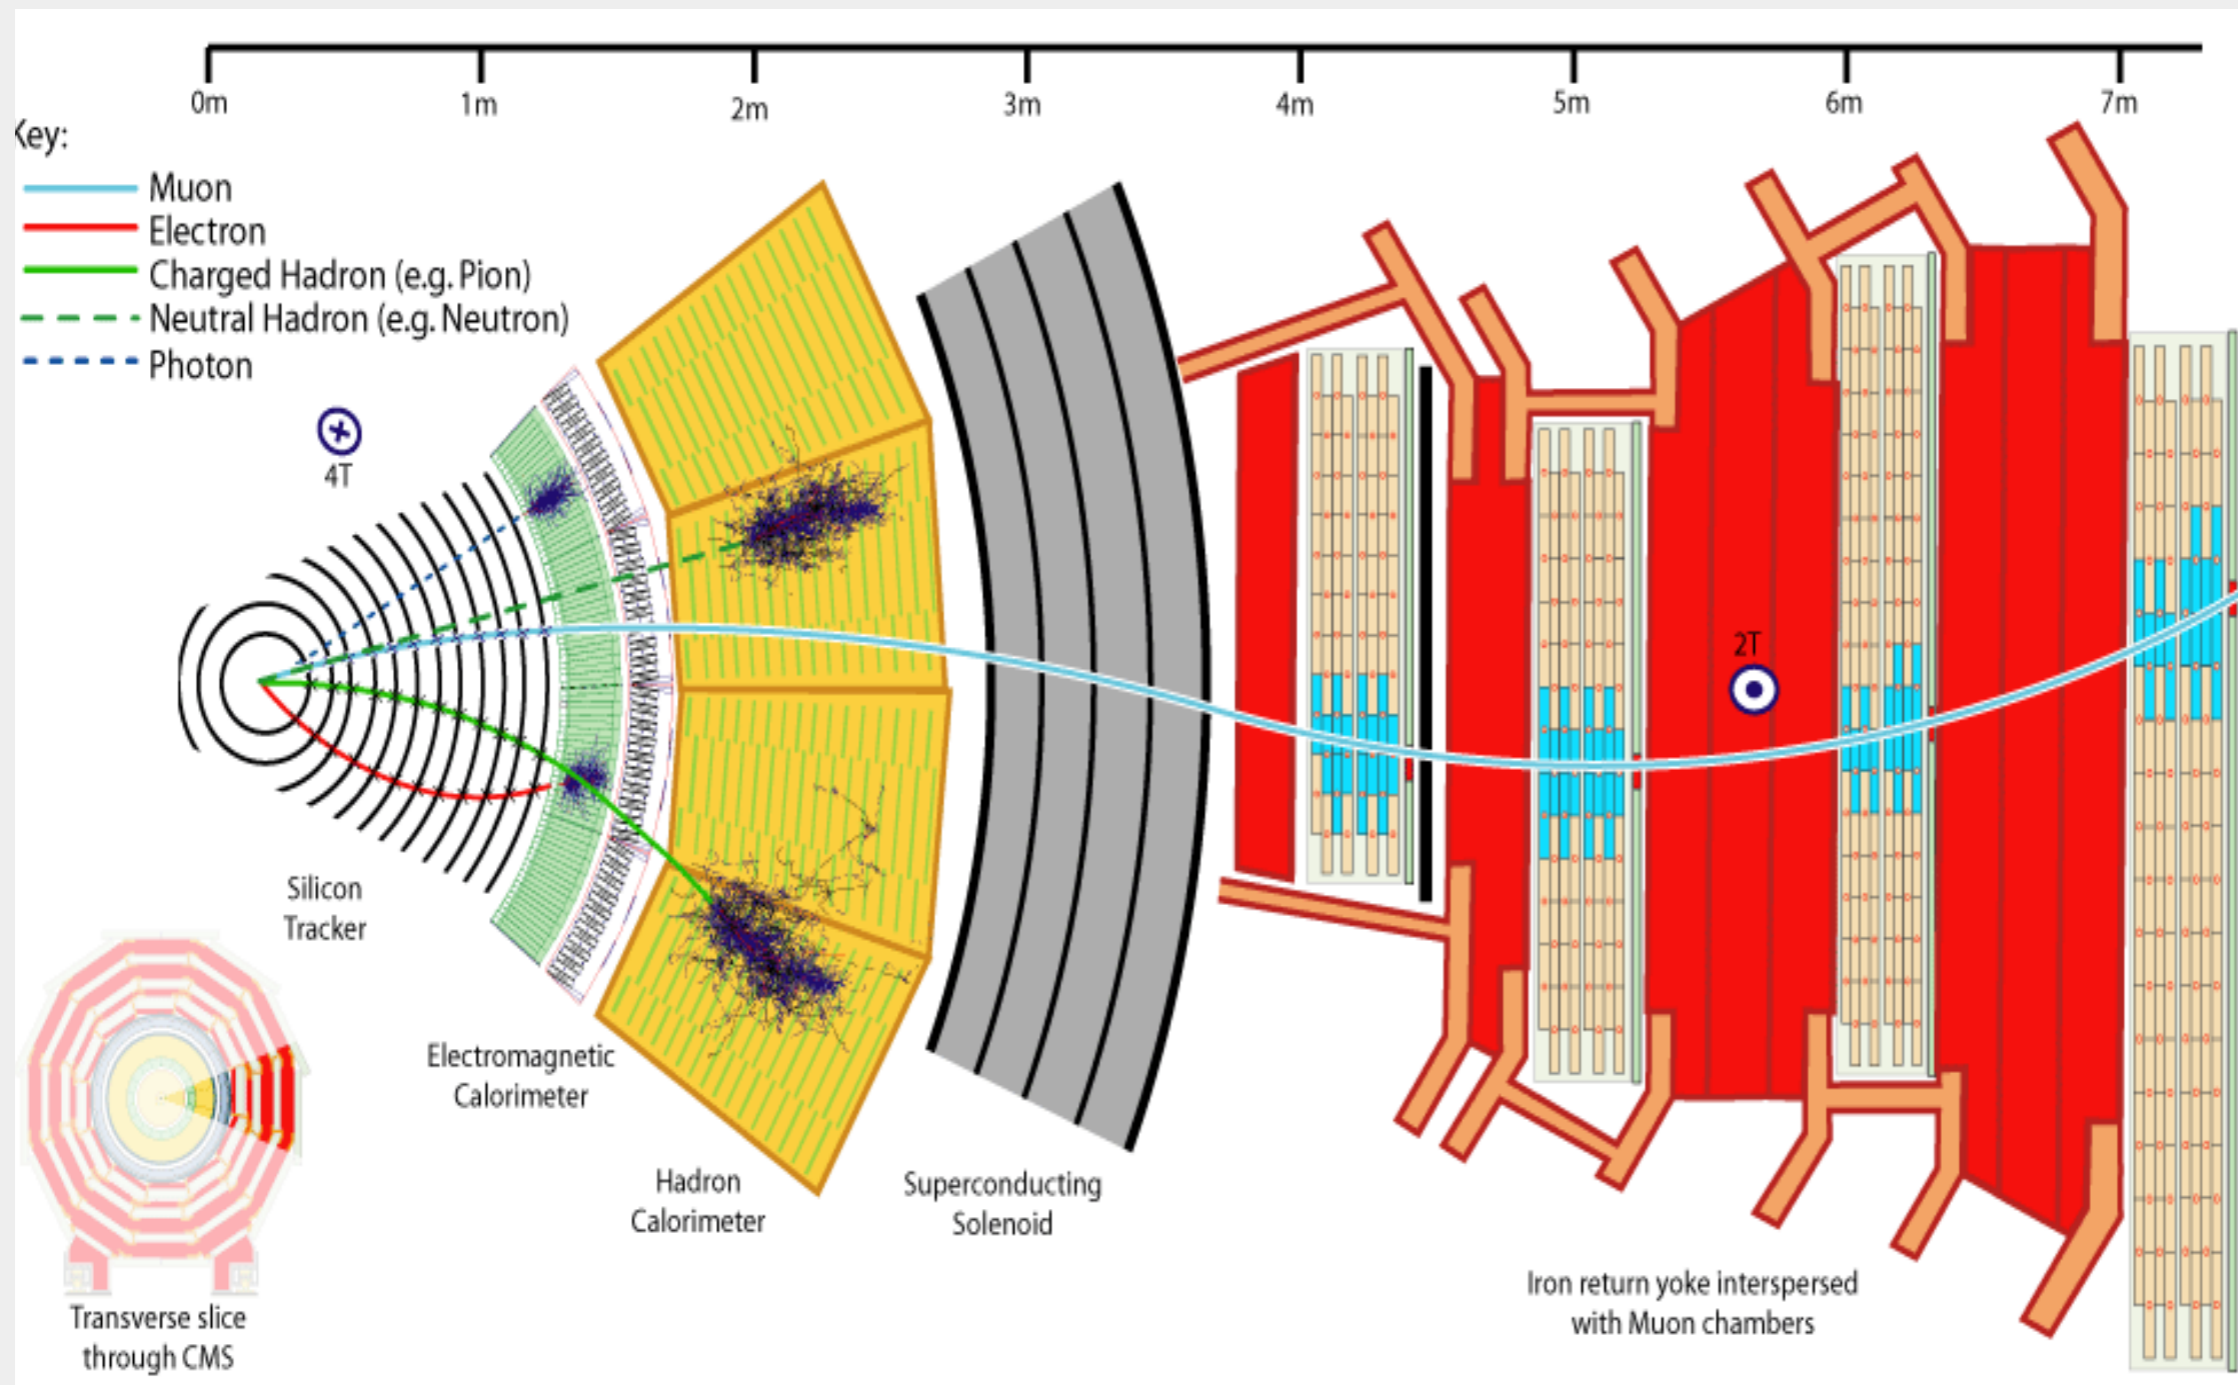 0m 1m 2m 3m 4m 5m 6m 7m
Key:
Muon
Electron
Charged Hadron (e.g. Pion)
Neutral Hadron (e.g. Neutron)
Photon
4T
2T
Silicon
Tracker
Electromagnetic
Calorimeter
Hadron
Calorimeter
Superconducting
Solenoid
Iron return yoke interspersed
with Muon chambers
Transverse slice
through CMS